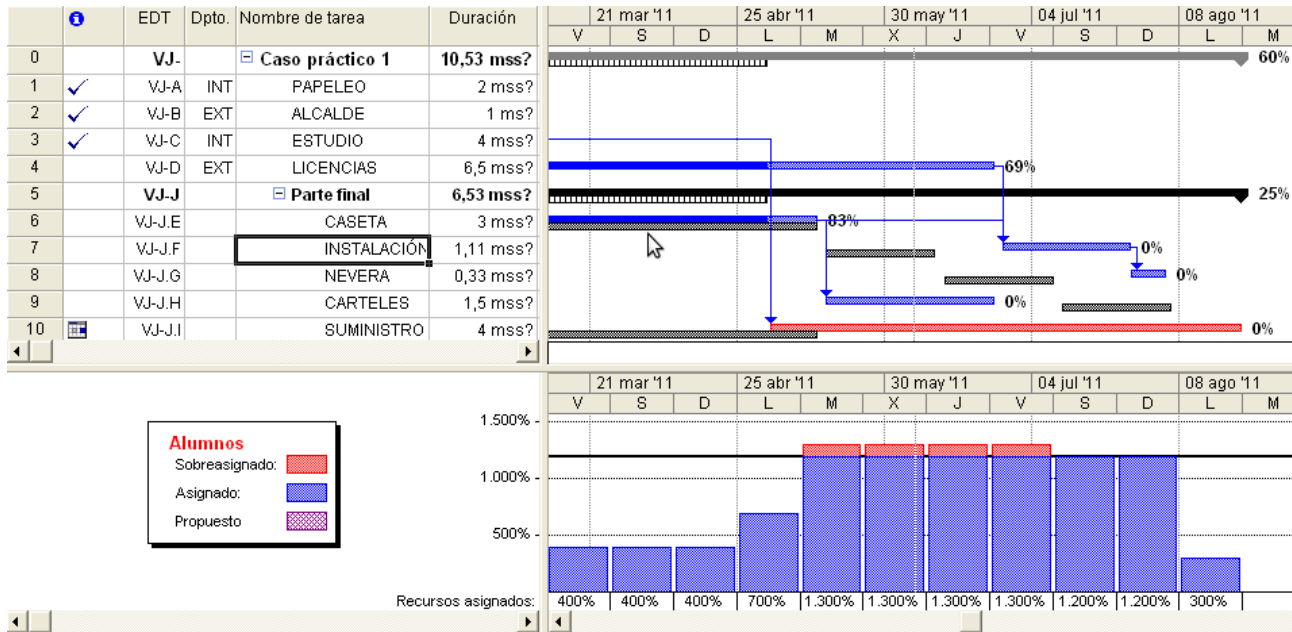 EDT Dpto. Nombre de tarea Duración 21 mar '11 25 abr '11 30 may '11 04 jul '11 08 ago '11
V S D L M X J V S D L M
0 VJ- Caso práctico 1 10,53 mss? 60%
1 VJ-A INT PAPELEO 2 mss?
2 VJ-B EXT ALCALDE 1 ms?
3 VJ-C INT ESTUDIO 4 mss?
4 VJ-D EXT LICENCIAS 6,5 mss? 69%
5 VJ-J Parte final 6,53 mss? 25%
6 VJ-J.E CASETA 3 mss? 83%
7 VJ-J.F INSTALACIÓN 1,11 mss? 0%
8 VJ-J.G NEVERA 0,33 mss? 0%
9 VJ-J.H CARTELES 1,5 mss? 0%
10 VJ-J.I SUMINISTRO 4 mss? 0%
21 mar '11 25 abr '11 30 may '11 04 jul '11 08 ago '11
V S D L M X J V S D L M
Alumnos
Sobreasignado:
Asignado:
Propuesto
1.500%
1.000%
500%
Recursos asignados: 400% 400% 400% 700% 1.300% 1.300% 1.300% 1.300% 1.200% 1.200% 300%